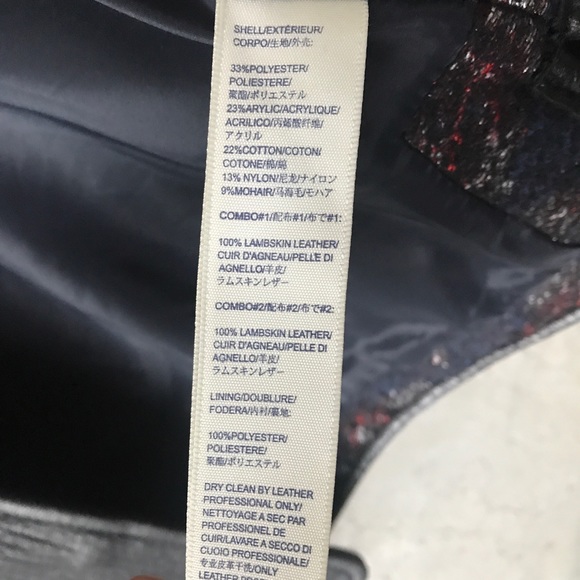 SHELL/EXTÉRIEUR/
CORPO/生地/外壳:
33%POLYESTER/
POLIESTERE/
聚酯/ポリエステル
23%ARYLIC/ACRYLIQUE/
ACRILICO/丙烯酸纤维/
アクリル
22%COTTON/COTON/
COTONE/棉/綿
13% NYLON/尼龙/ナイロン
9%MOHAIR/马海毛/モハア
COMBO#1/配布#1/布で#1:
100% LAMBSKIN LEATHER/
CUIR D'AGNEAU/PELLE DI
AGNELLO/羊皮/
ラムスキンレザー
COMBO#2/配布#2/布で#2:
100% LAMBSKIN LEATHER/
CUIR D'AGNEAU/PELLE DI
AGNELLO/羊皮/
ラムスキンレザー
LINING/DOUBLURE/
FODERA/内衬/裏地:
100%POLYESTER/
POLIESTERE/
聚酯/ポリエステル
DRY CLEAN BY LEATHER
PROFESSIONAL ONLY/
NETTOYAGE A SEC PAR
PROFESSIONEL DE
CUIR/LAVARE A SECCO DI
CUOIO PROFESSIONALE/
专业皮革干洗/ONLY
LEATHER